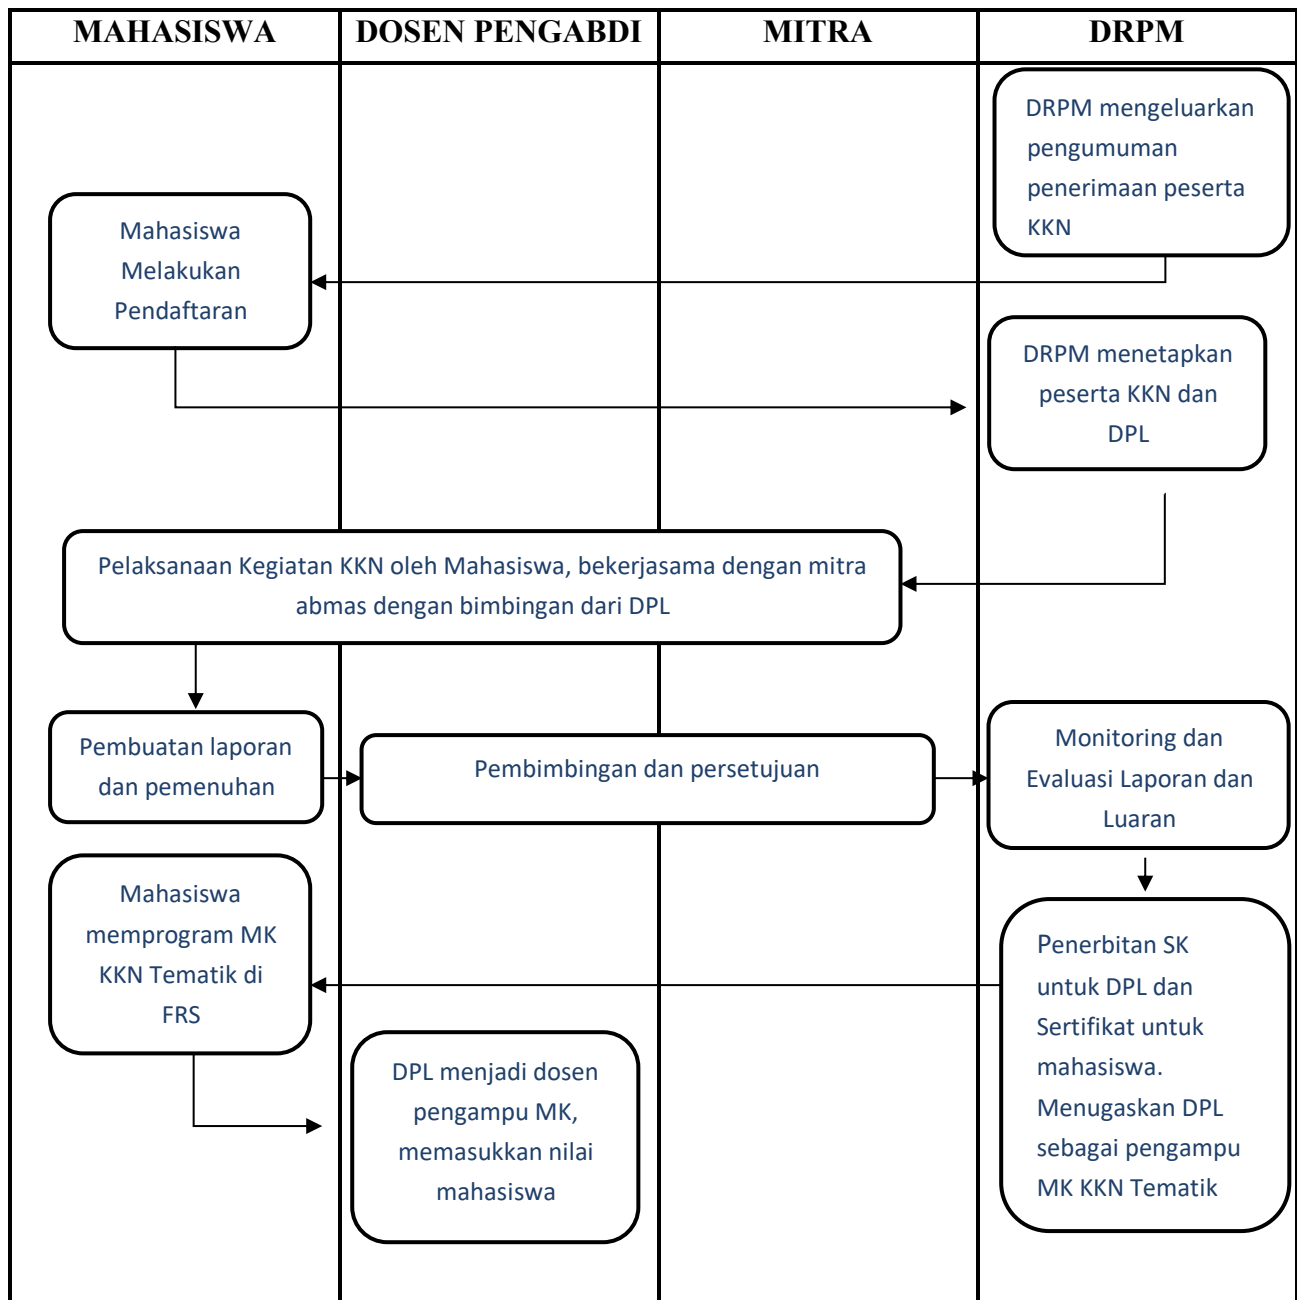 MAHASISWA
DOSEN PENGABDI
MITRA
DRPM
DRPM mengeluarkan
pengumuman
penerimaan peserta
KKN
Mahasiswa
Melakukan
Pendaftaran
DRPM menetapkan
peserta KKN dan
DPL
Pelaksanaan Kegiatan KKN oleh Mahasiswa, bekerjasama dengan mitra
abmas dengan bimbingan dari DPL
Pembuatan laporan
dan pemenuhan
Pembimbingan dan persetujuan
Monitoring dan
Evaluasi Laporan dan
Luaran
Mahasiswa
memprogram MK
KKN Tematik di
FRS
Penerbitan SK
untuk DPL dan
Sertifikat untuk
mahasiswa.
Menugaskan DPL
sebagai pengampu
MK KKN Tematik
DPL menjadi dosen
pengampu MK,
memasukkan nilai
mahasiswa